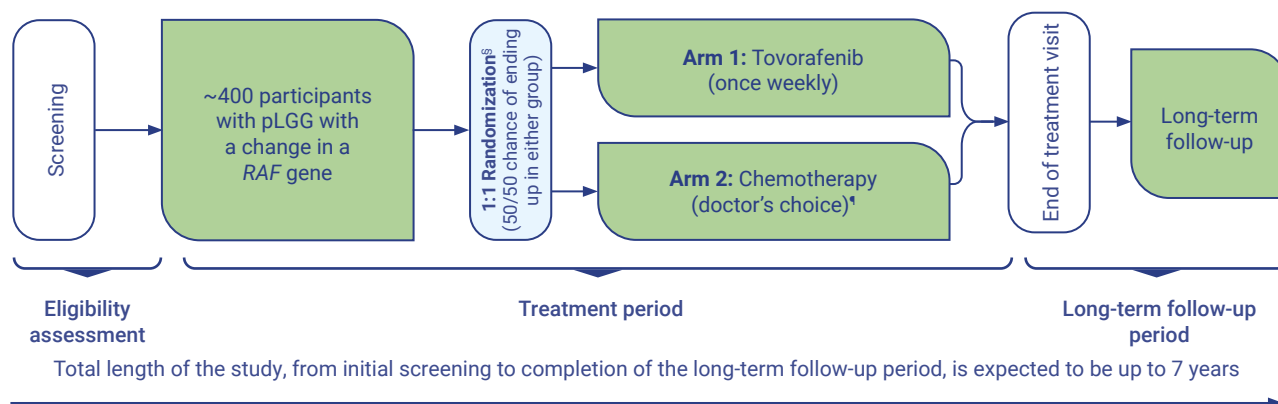 Screening
~400 participants
with pLGG with
a change in a
RAF gene
1:1 Randomization§
(50/50 chance of ending
up in either group)
Arm 1: Tovorafenib
(once weekly)
Arm 2: Chemotherapy
(doctor’s choice)¶
End of treatment visit
Long-term
follow-up
Eligibility
assessment
Treatment period
Long-term follow-up
period
Total length of the study, from initial screening to completion of the long-term follow-up period, is expected to be up to 7 years